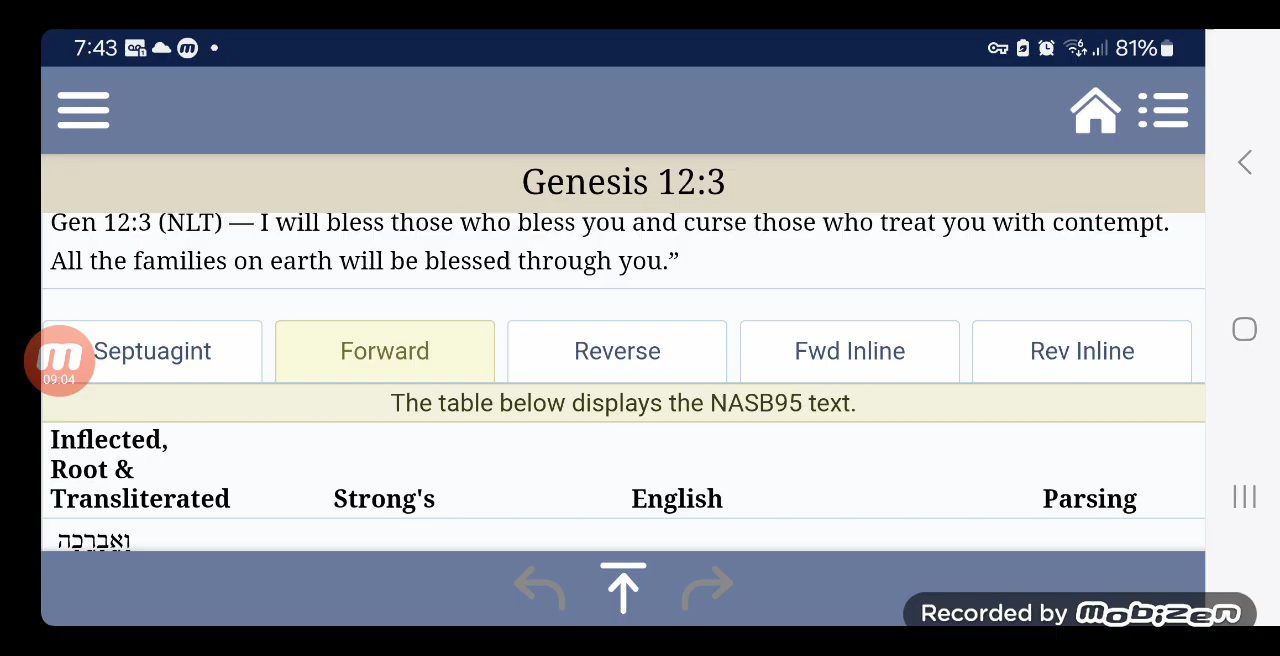 7:43
81%
Genesis 12:3
Gen 12:3 (NLT) — I will bless those who bless you and curse those who treat you with contempt.
All the families on earth will be blessed through you.”
Septuagint
Forward
Reverse
Fwd Inline
Rev Inline
09:04
The table below displays the NASB95 text.
Inflected,
Root &
Transliterated
Strong's
English
Parsing
וַאֲבָרְכָה
Recorded by Mobizen